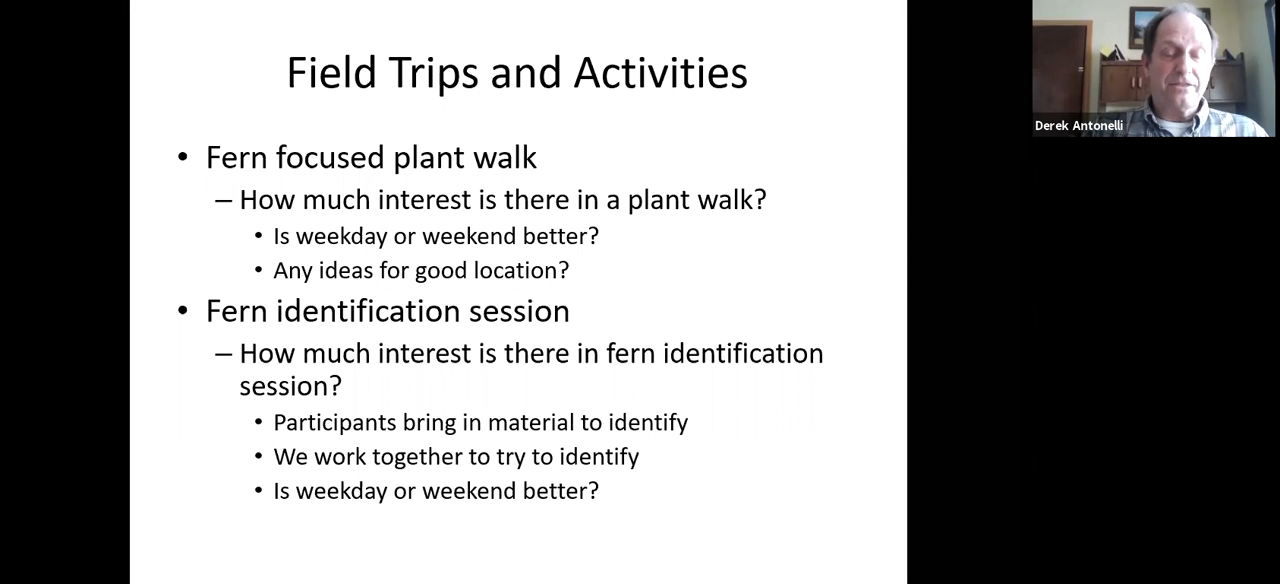 Field Trips and Activities
• Fern focused plant walk
– How much interest is there in a plant walk?
• Is weekday or weekend better?
• Any ideas for good location?
• Fern identification session
– How much interest is there in fern identification
session?
• Participants bring in material to identify
• We work together to try to identify
• Is weekday or weekend better?
Derek Antonelli